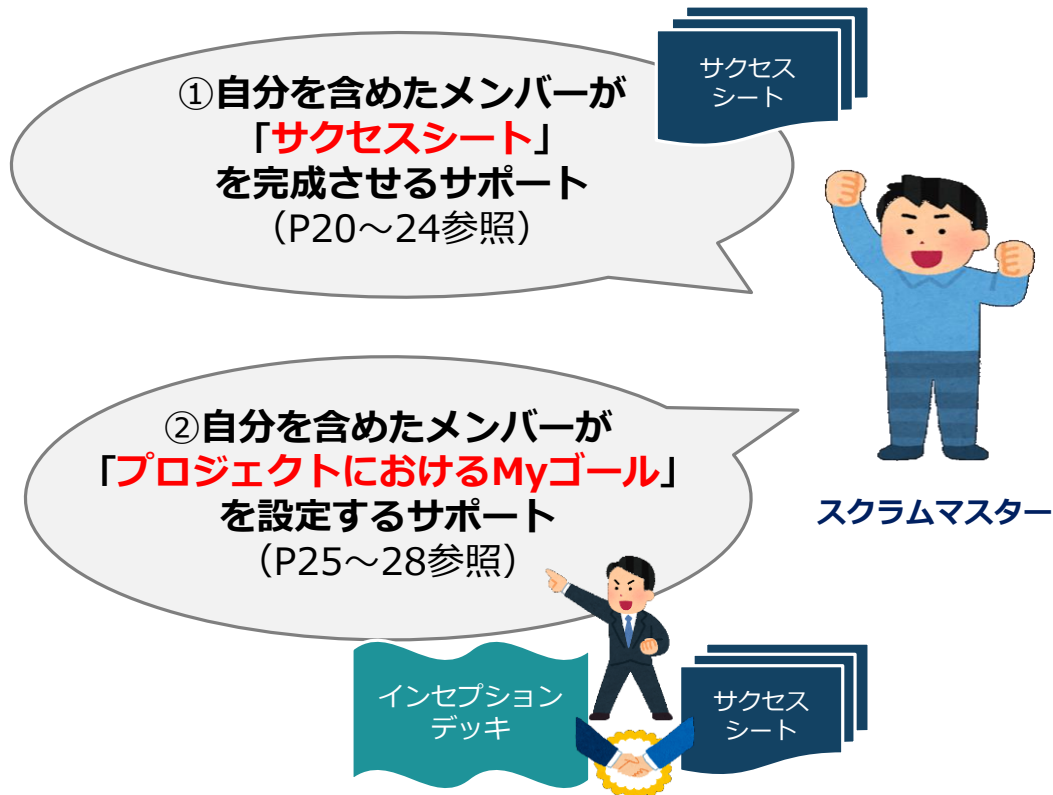 サクセス
シート
①自分を含めたメンバーが
「サクセスシート」
を完成させるサポート
（P20～24参照）
②自分を含めたメンバーが
「プロジェクトにおけるMyゴール」
を設定するサポート
（P25～28参照）
スクラムマスター
インセプション
デッキ
サクセス
シート